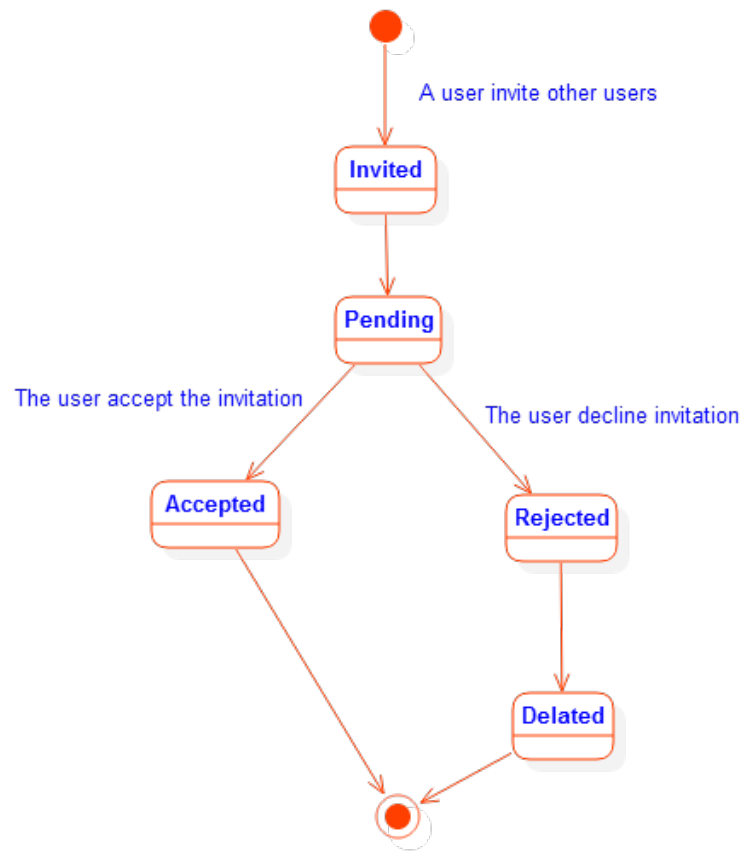 A user invite other users
Invited
Pending
The user accept the invitation
The user decline invitation
Accepted
Rejected
Delated